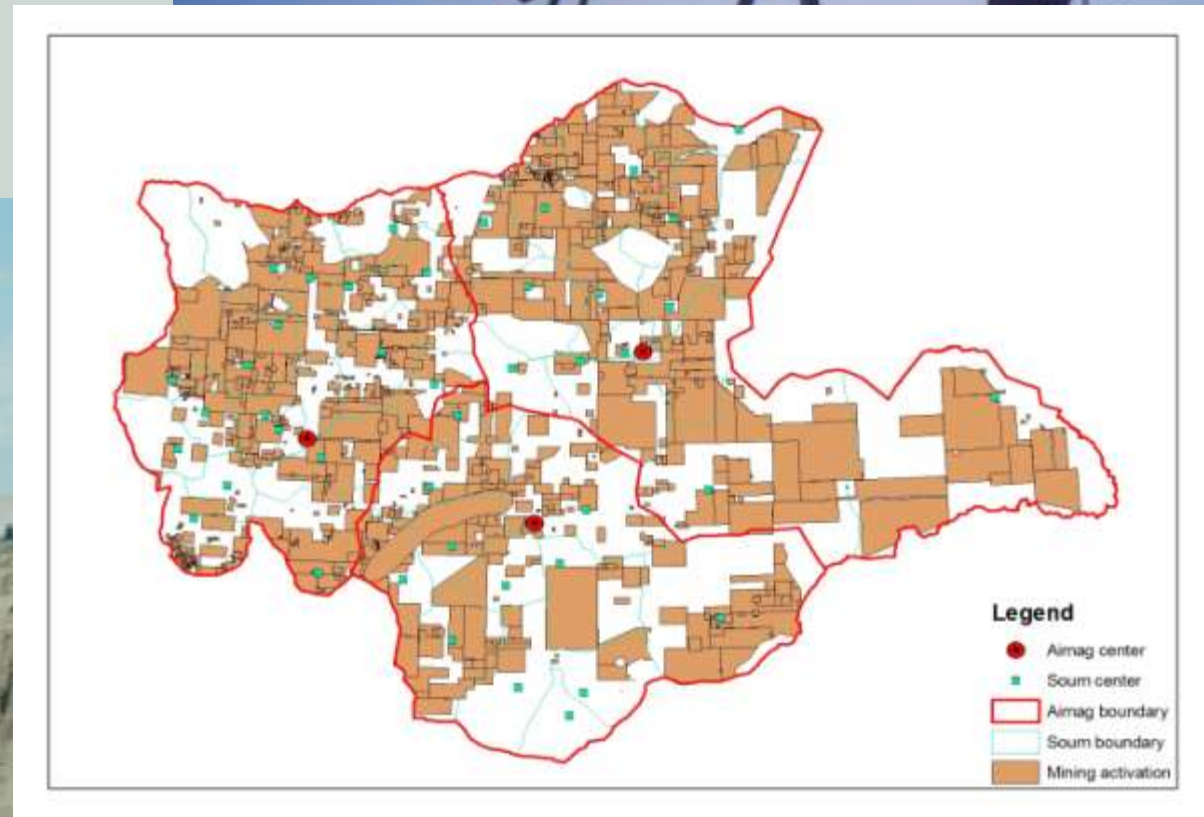 Legend
Aimag center
Soum center
Aimag boundary
Soum boundary
Mining activation